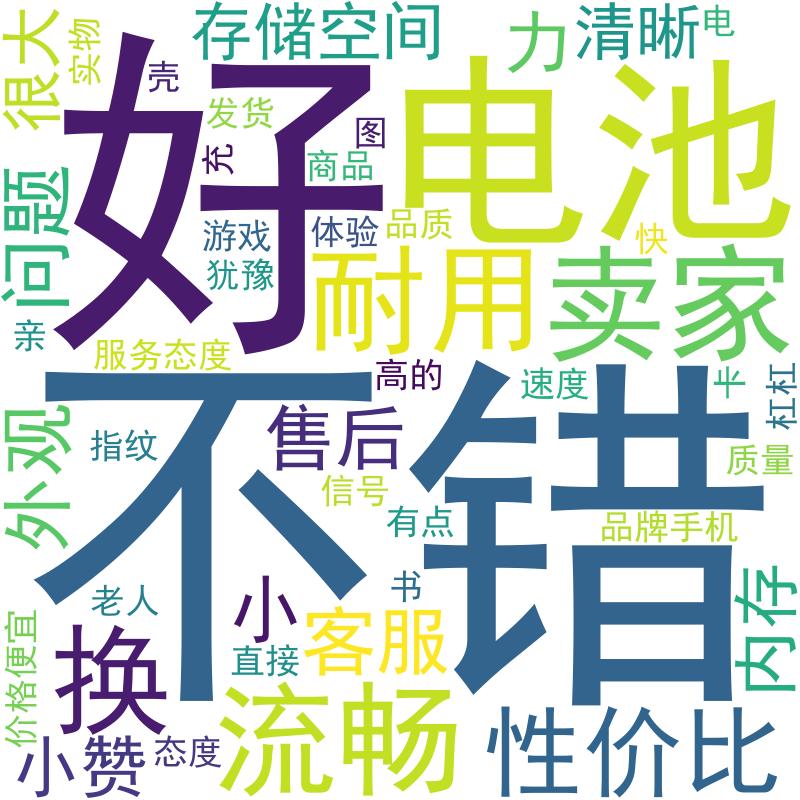 很大
实物
存储空间
力
清晰
电
壳
好
发货
充
图
商品
电池
问题
游戏
体验
品质
快
犹豫
耐用
卖家
亲
服务态度
高的
速度
杠杠
不错
外观
指纹
售后
信号
有点
质量
品牌手机
老人
书
小
客服
直接
内存
价格便宜
换
流畅
性价比
小赞
态度